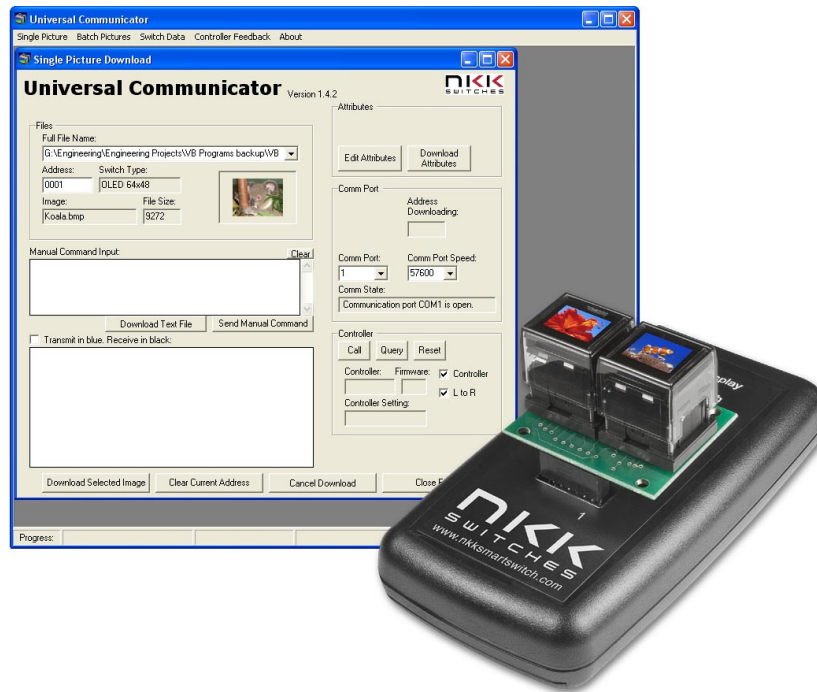 Universal Communicator
Single Picture Batch Pictures Switch Data Controller Feedback About
Single Picture Download
Universal Communicator Version 1.4.2
NKK
SWITCHES
Files
Full File Name:
G:\Engineering\Engineering Projects\VB Programs backup\VB
Address: Switch Type:
0001 OLED 64x48
Image: File Size:
Koala.bmp 9272
Manual Command Input: Clear
Download Text File Send Manual Command
Transmit in blue. Receive in black:
Download Selected Image Clear Current Address Cancel Download Close
Progress:
Attributes
Edit Attributes Download
Attributes
Comm Port
Address
Downloading:
Comm Port: Comm Port Speed:
1 57600
Comm State:
Communication port COM1 is open.
Controller
Call Query Reset
Controller: Firmware: Controller
L to R
Controller Setting:
1
NKK
SWITCHES
www.nkksmartswitch.com